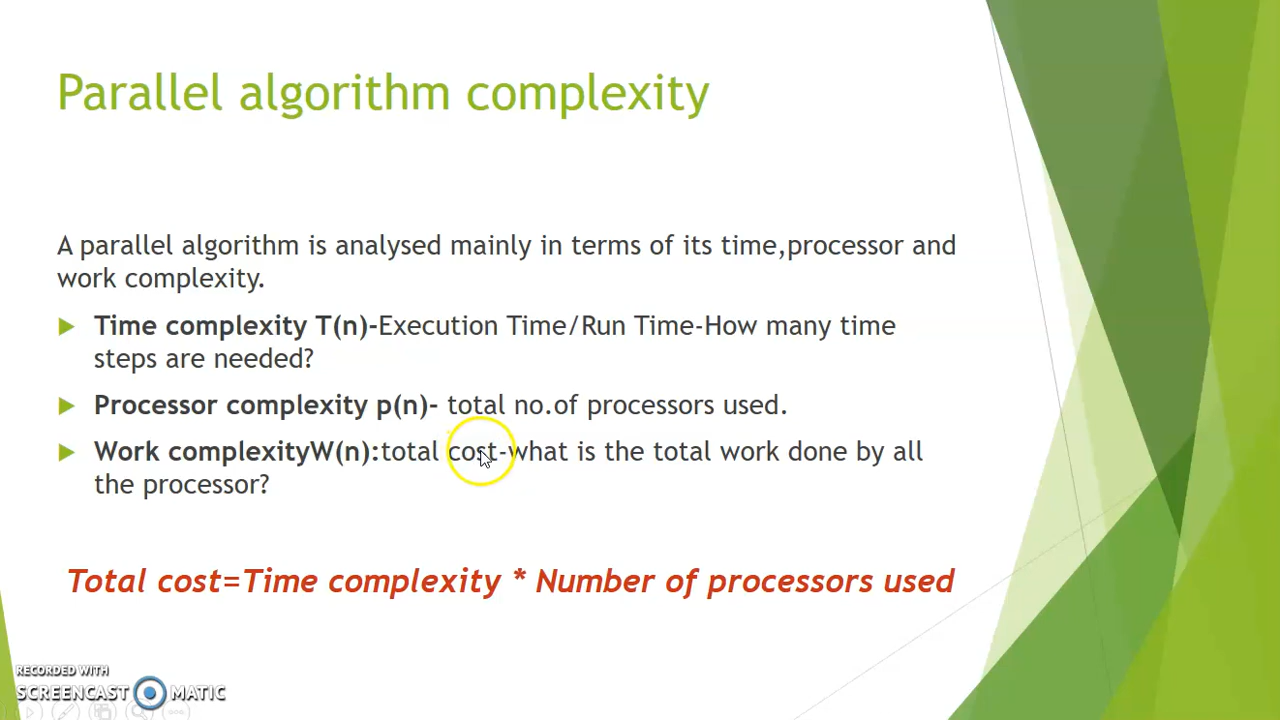 Parallel algorithm complexity
A parallel algorithm is analysed mainly in terms of its time,processor and
work complexity.
Time complexity T(n)-Execution Time/Run Time-How many time
steps are needed?
Processor complexity p(n)- total no.of processors used.
Work complexityW(n):total cost-what is the total work done by all
the processor?
Total cost=Time complexity * Number of processors used
RECORDED WITH
SCREENCAST MATIC